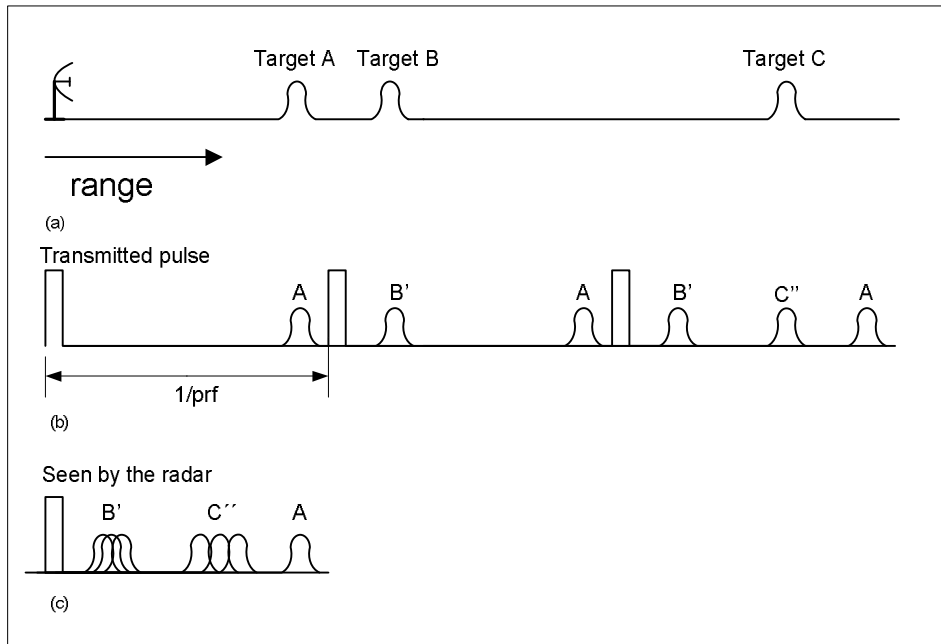 Target A Target B Target C
range
(a)
Transmitted pulse
A B’ A B’ C’’ A
1/prf
(b)
Seen by the radar
B’ C´´ A
(c)